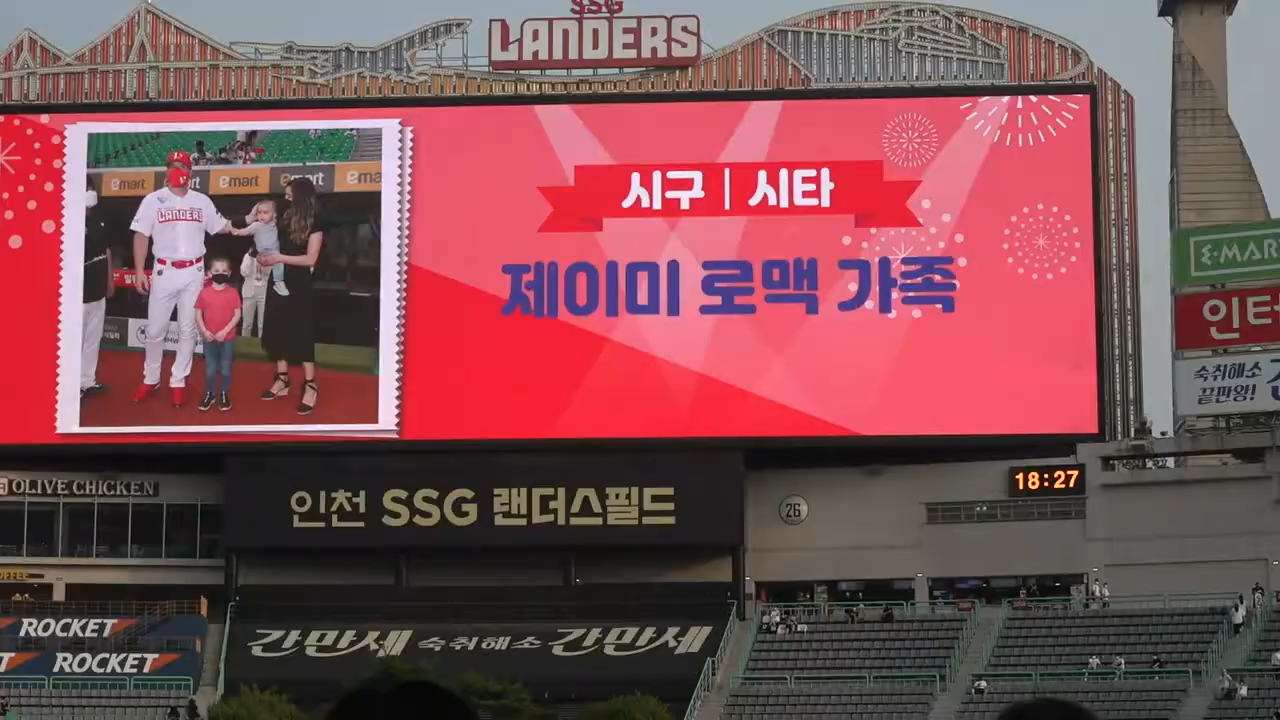 SSG
LANDERS
emart
emart
emart
LANDERS
시구 | 시타
제이미 로맥 가족
E·MAR
인터
숙취해소
끝판왕!
OLIVE CHICKEN
인천 SSG 랜더스필드
26
18:27
COFFEE
ROCKET
ROCKET
간만세 숙취해소 간만세